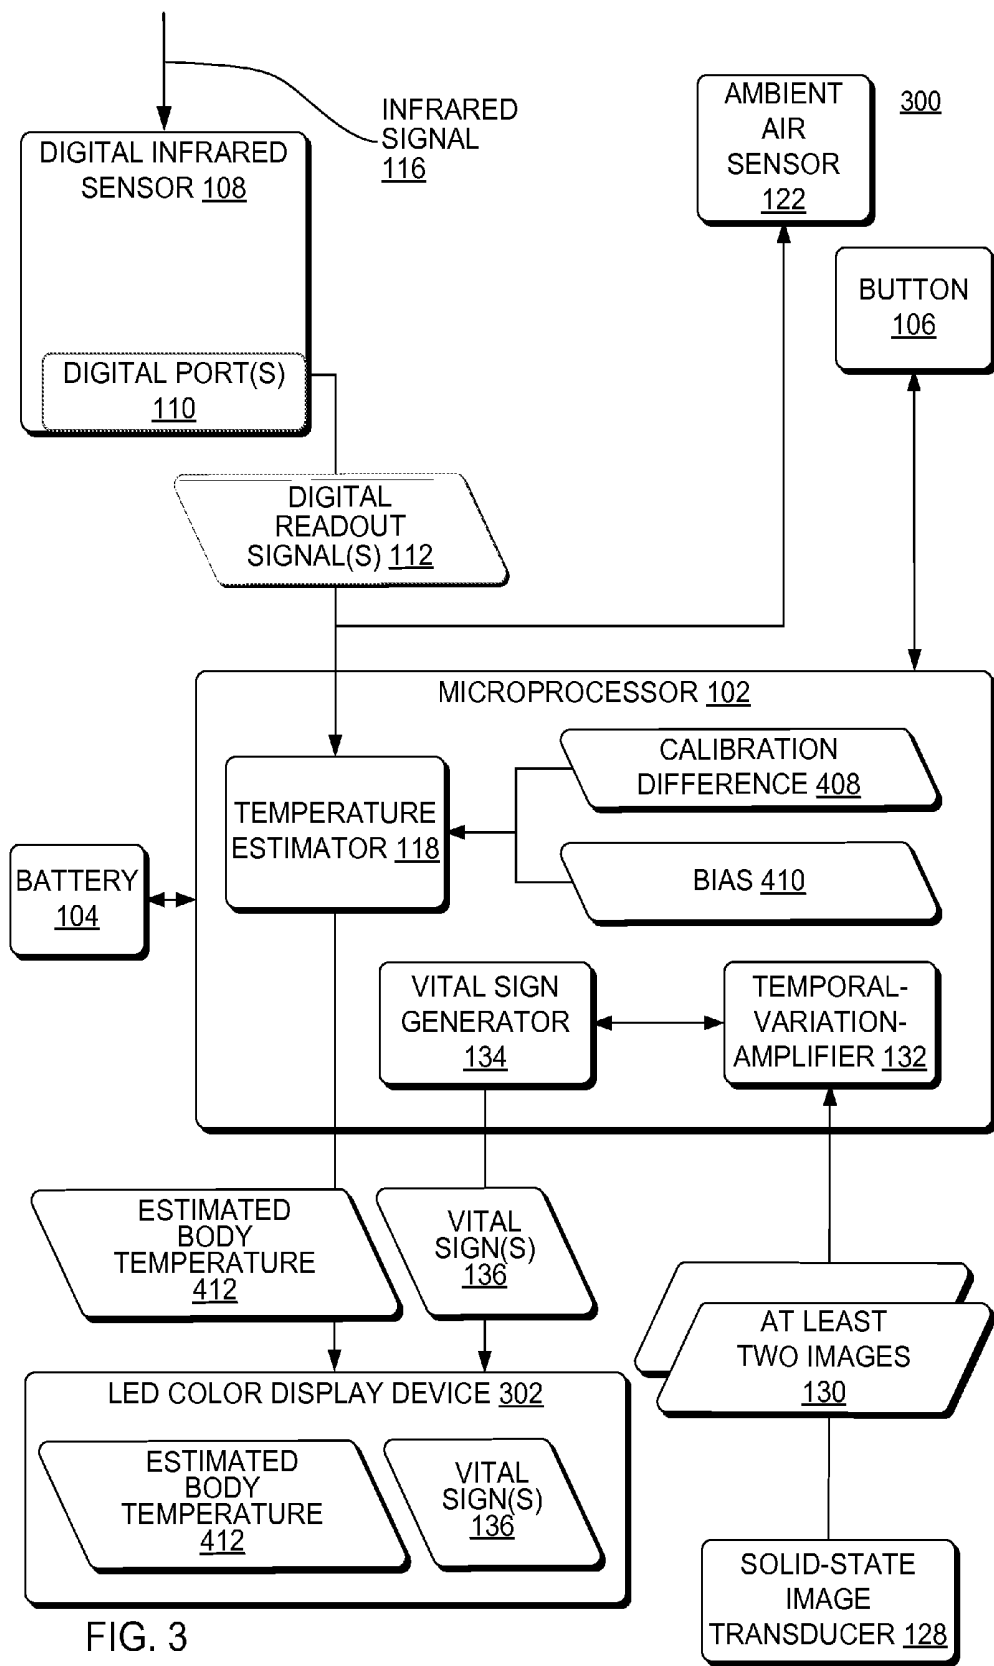 INFRARED
SIGNAL
116
DIGITAL INFRARED
SENSOR 108
DIGITAL PORT(S)
110
AMBIENT
AIR
SENSOR
122
300
BUTTON
106
DIGITAL
READOUT
SIGNAL(S) 112
MICROPROCESSOR 102
TEMPERATURE
ESTIMATOR 118
CALIBRATION
DIFFERENCE 408
BIAS 410
BATTERY
104
VITAL SIGN
GENERATOR
134
TEMPORAL-
VARIATION-
AMPLIFIER 132
ESTIMATED
BODY
TEMPERATURE
412
VITAL
SIGN(S)
136
AT LEAST
TWO IMAGES
130
LED COLOR DISPLAY DEVICE 302
ESTIMATED
BODY
TEMPERATURE
412
VITAL
SIGN(S)
136
SOLID-STATE
IMAGE
TRANSDUCER 128
FIG. 3